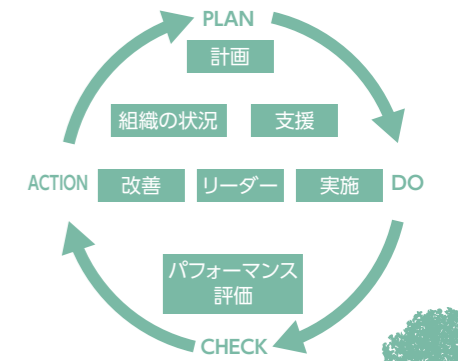 PLAN
計画
組織の状況
支援
ACTION
改善
リーダー
実施
DO
パフォーマンス
評価
CHECK